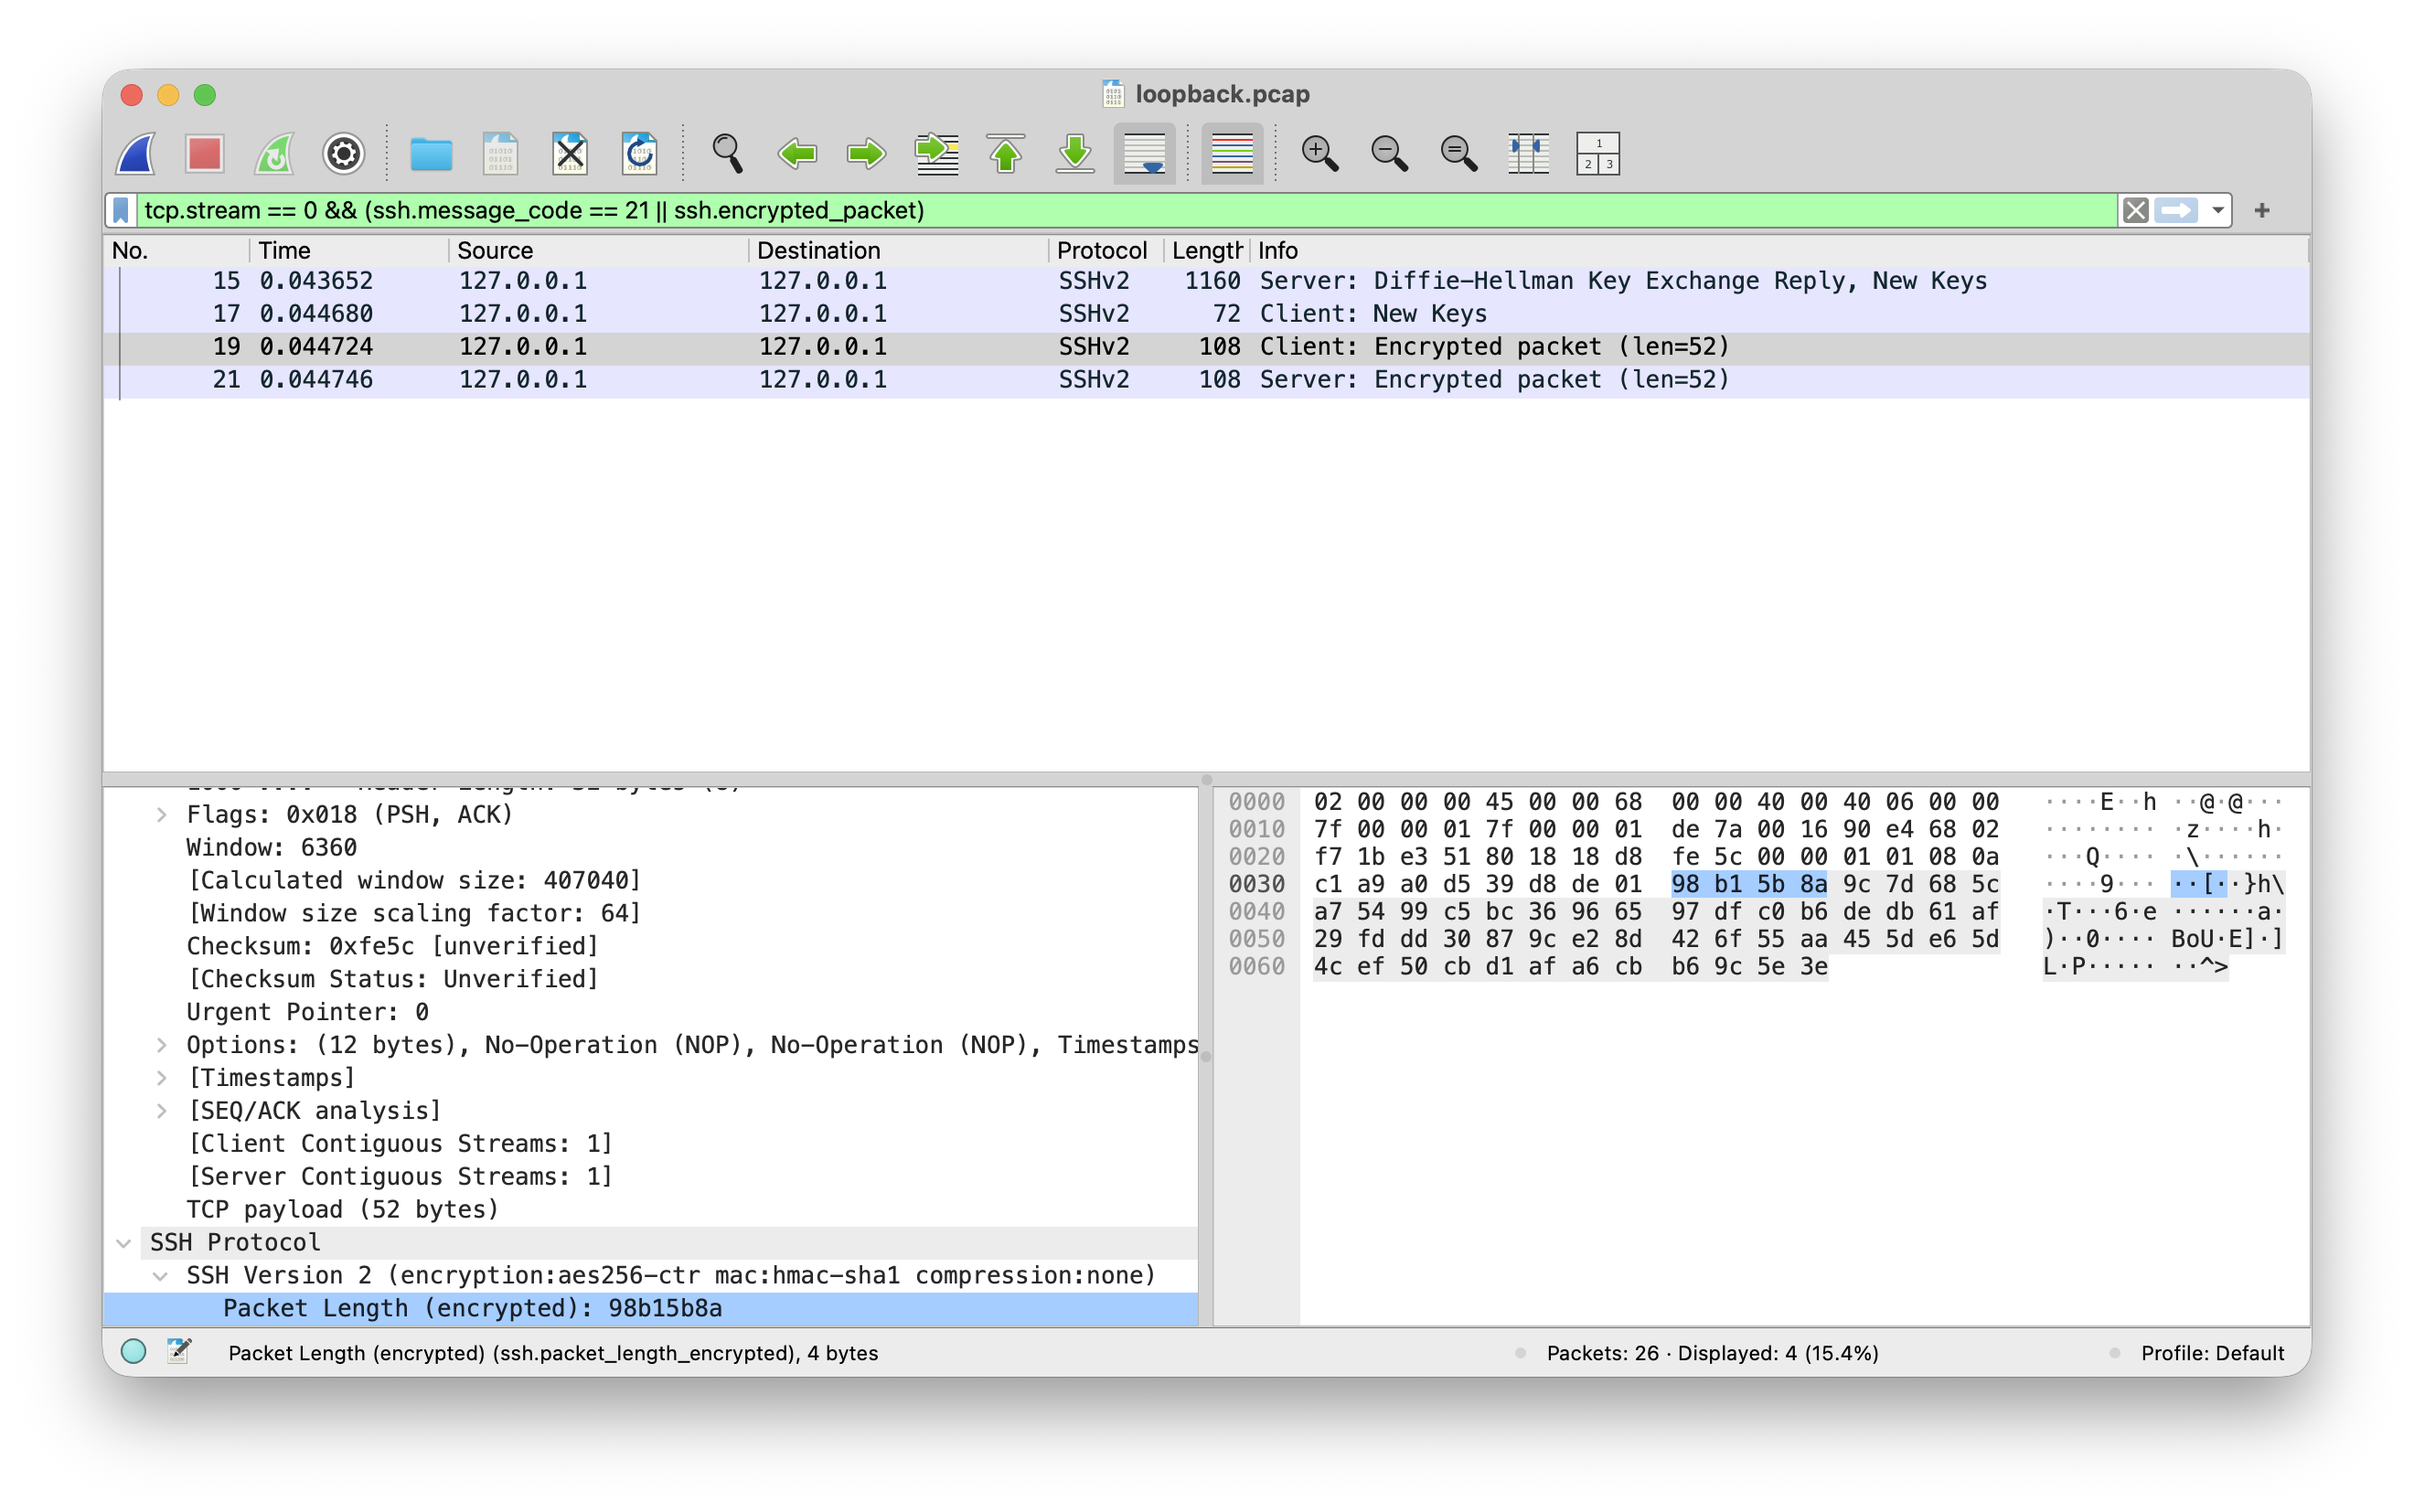 loopback.pcap
tcp.stream == 0 && (ssh.message_code == 21 || ssh.encrypted_packet)
No. Time Source Destination Protocol Length Info
15 0.043652 127.0.0.1 127.0.0.1 SSHv2 1160 Server: Diffie-Hellman Key Exchange Reply, New Keys
17 0.044680 127.0.0.1 127.0.0.1 SSHv2 72 Client: New Keys
19 0.044724 127.0.0.1 127.0.0.1 SSHv2 108 Client: Encrypted packet (len=52)
21 0.044746 127.0.0.1 127.0.0.1 SSHv2 108 Server: Encrypted packet (len=52)
Flags: 0x018 (PSH, ACK)
Window: 6360
[Calculated window size: 407040]
[Window size scaling factor: 64]
Checksum: 0xfe5c [unverified]
[Checksum Status: Unverified]
Urgent Pointer: 0
Options: (12 bytes), No-Operation (NOP), No-Operation (NOP), Timestamps
[Timestamps]
[SEQ/ACK analysis]
[Client Contiguous Streams: 1]
[Server Contiguous Streams: 1]
TCP payload (52 bytes)
SSH Protocol
SSH Version 2 (encryption:aes256-ctr mac:hmac-sha1 compression:none)
Packet Length (encrypted): 98b15b8a
0000 02 00 00 00 45 00 00 68 00 00 40 00 40 06 00 00 ····E··h ··@·@···
0010 7f 00 00 01 7f 00 00 01 de 7a 00 16 90 e4 68 02 ········ ·z····h·
0020 f7 1b e3 51 80 18 18 d8 fe 5c 00 00 01 01 08 0a ···Q···· ·\······
0030 c1 a9 a0 d5 39 d8 de 01 98 b1 5b 8a 9c 7d 68 5c ····9··· ··[··}h\
0040 a7 54 99 c5 bc 36 96 65 97 df c0 b6 de db 61 af ·T···6·e ······a·
0050 29 fd dd 30 87 9c e2 8d 42 6f 55 aa 45 5d e6 5d )··0···· BoU·E]·]
0060 4c ef 50 cb d1 af a6 cb b6 9c 5e 3e L·P····· ··^>
Packet Length (encrypted) (ssh.packet_length_encrypted), 4 bytes
Packets: 26 · Displayed: 4 (15.4%)
Profile: Default